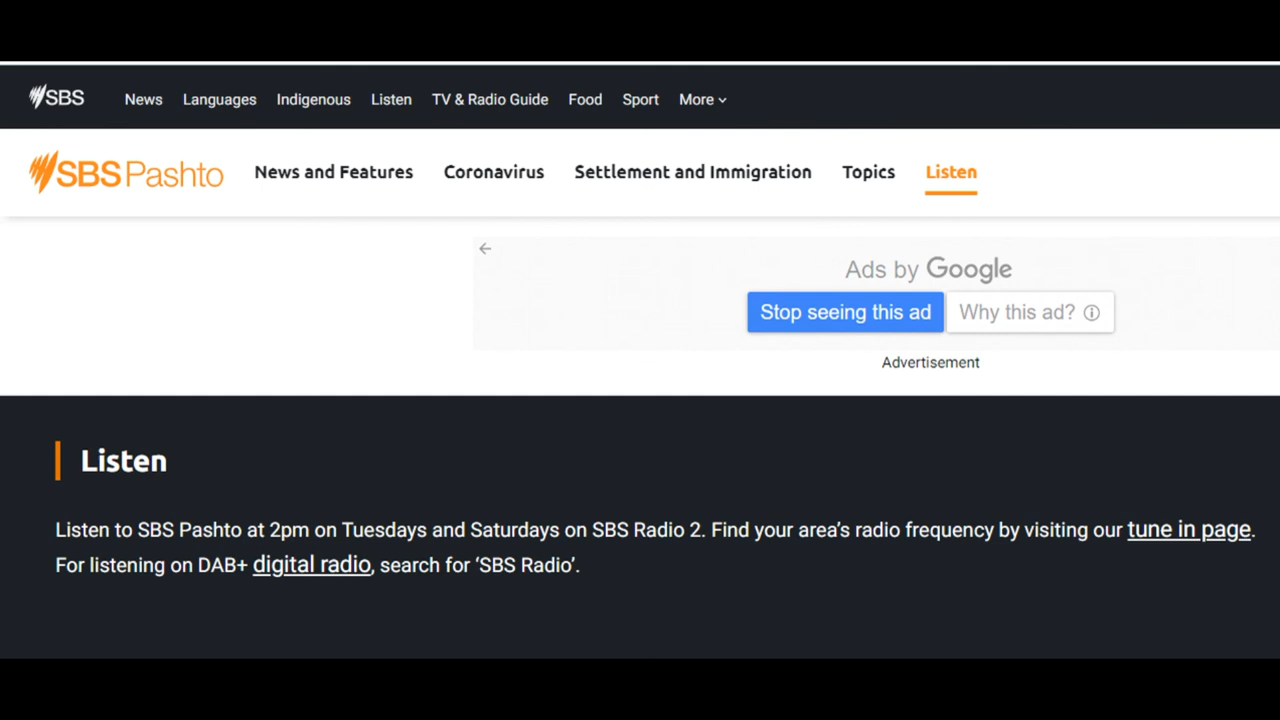 SBS News Languages Indigenous Listen TV & Radio Guide Food Sport More
SBS Pashto News and Features Coronavirus Settlement and Immigration Topics Listen
Ads by Google
Stop seeing this ad Why this ad?
Advertisement
Listen
Listen to SBS Pashto at 2pm on Tuesdays and Saturdays on SBS Radio 2. Find your area’s radio frequency by visiting our tune in page.
For listening on DAB+ digital radio, search for ‘SBS Radio’.